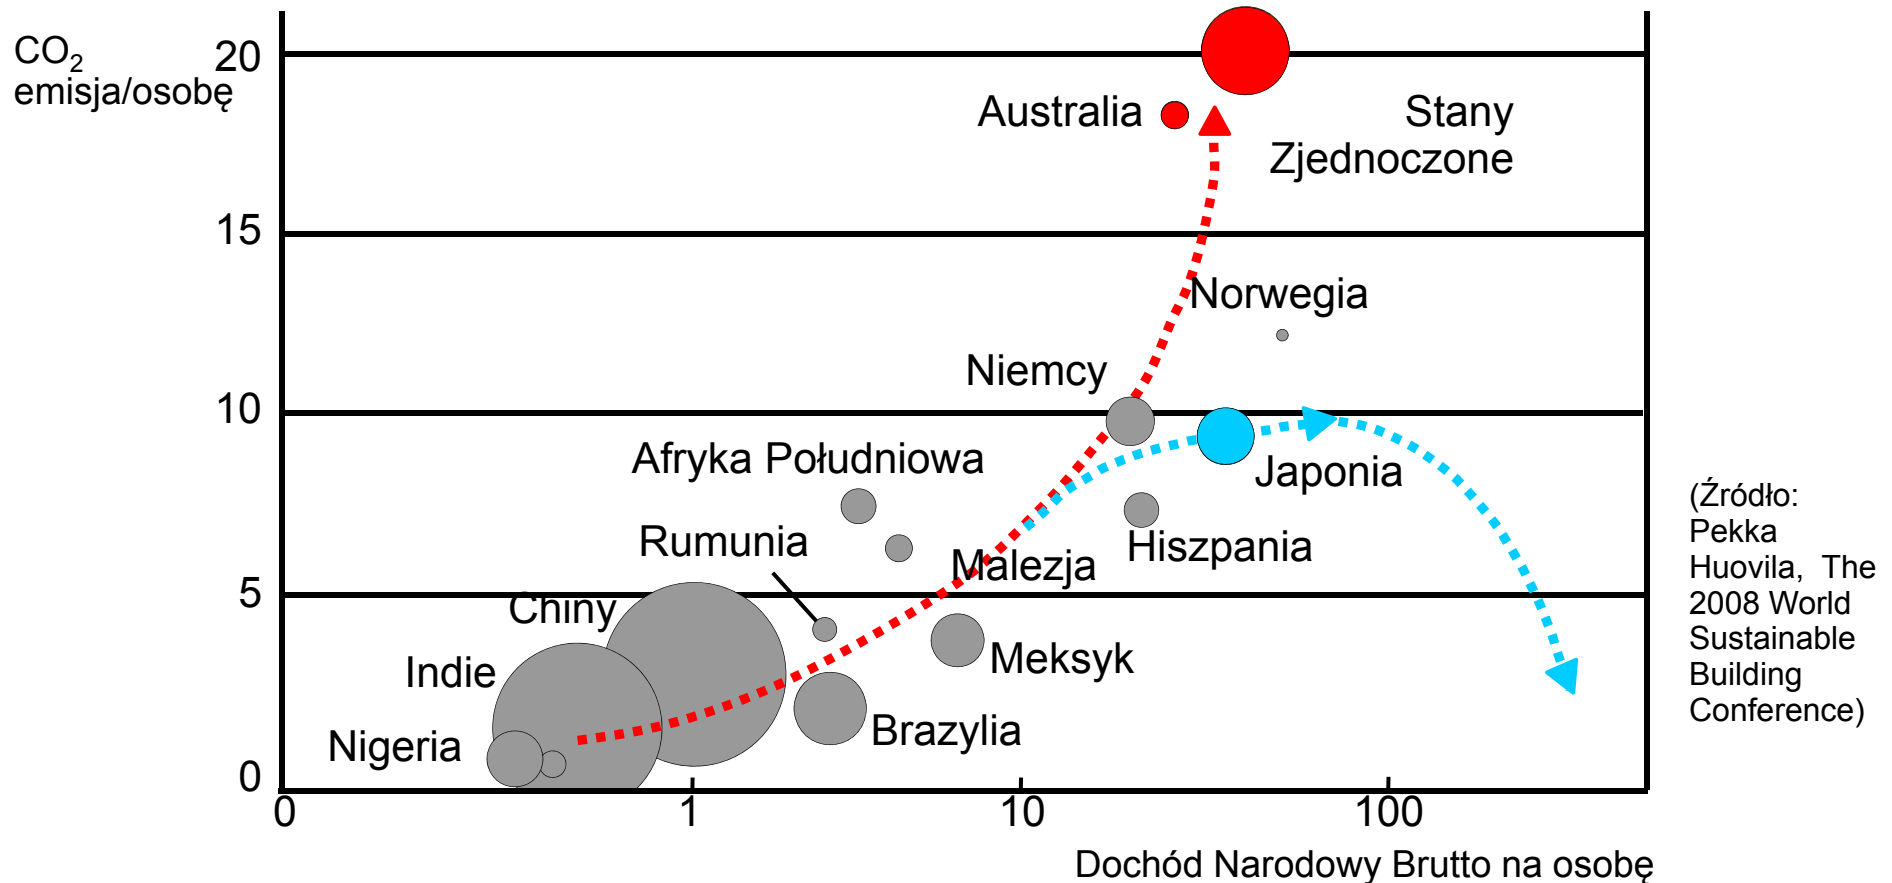 CO₂
emisja/osobę
20
15
10
5
0
Australia
Stany
Zjednoczone
Norwegia
Niemcy
Afryka Południowa
Japonia
Rumunia
Malezja
Hiszpania
Chiny
Indie
Meksyk
Nigeria
Brazylia
0
1
10
100
Dochód Narodowy Brutto na osobę
(Źródło:
Pekka
Huovila, The
2008 World
Sustainable
Building
Conference)